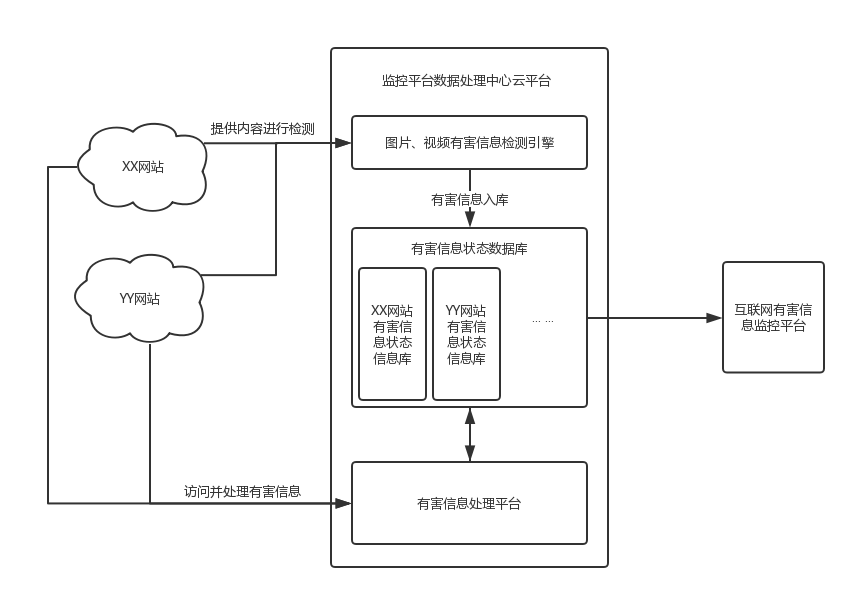 监控平台数据处理中心云平台
提供内容进行检测
XX网站
图片、视频有害信息检测引擎
有害信息入库
有害信息状态数据库
YY网站
XX网站
有害信
息状态
信息库
YY网站
有害信
息状态
信息库
... ...
互联网有害信
息监控平台
访问并处理有害信息
有害信息处理平台